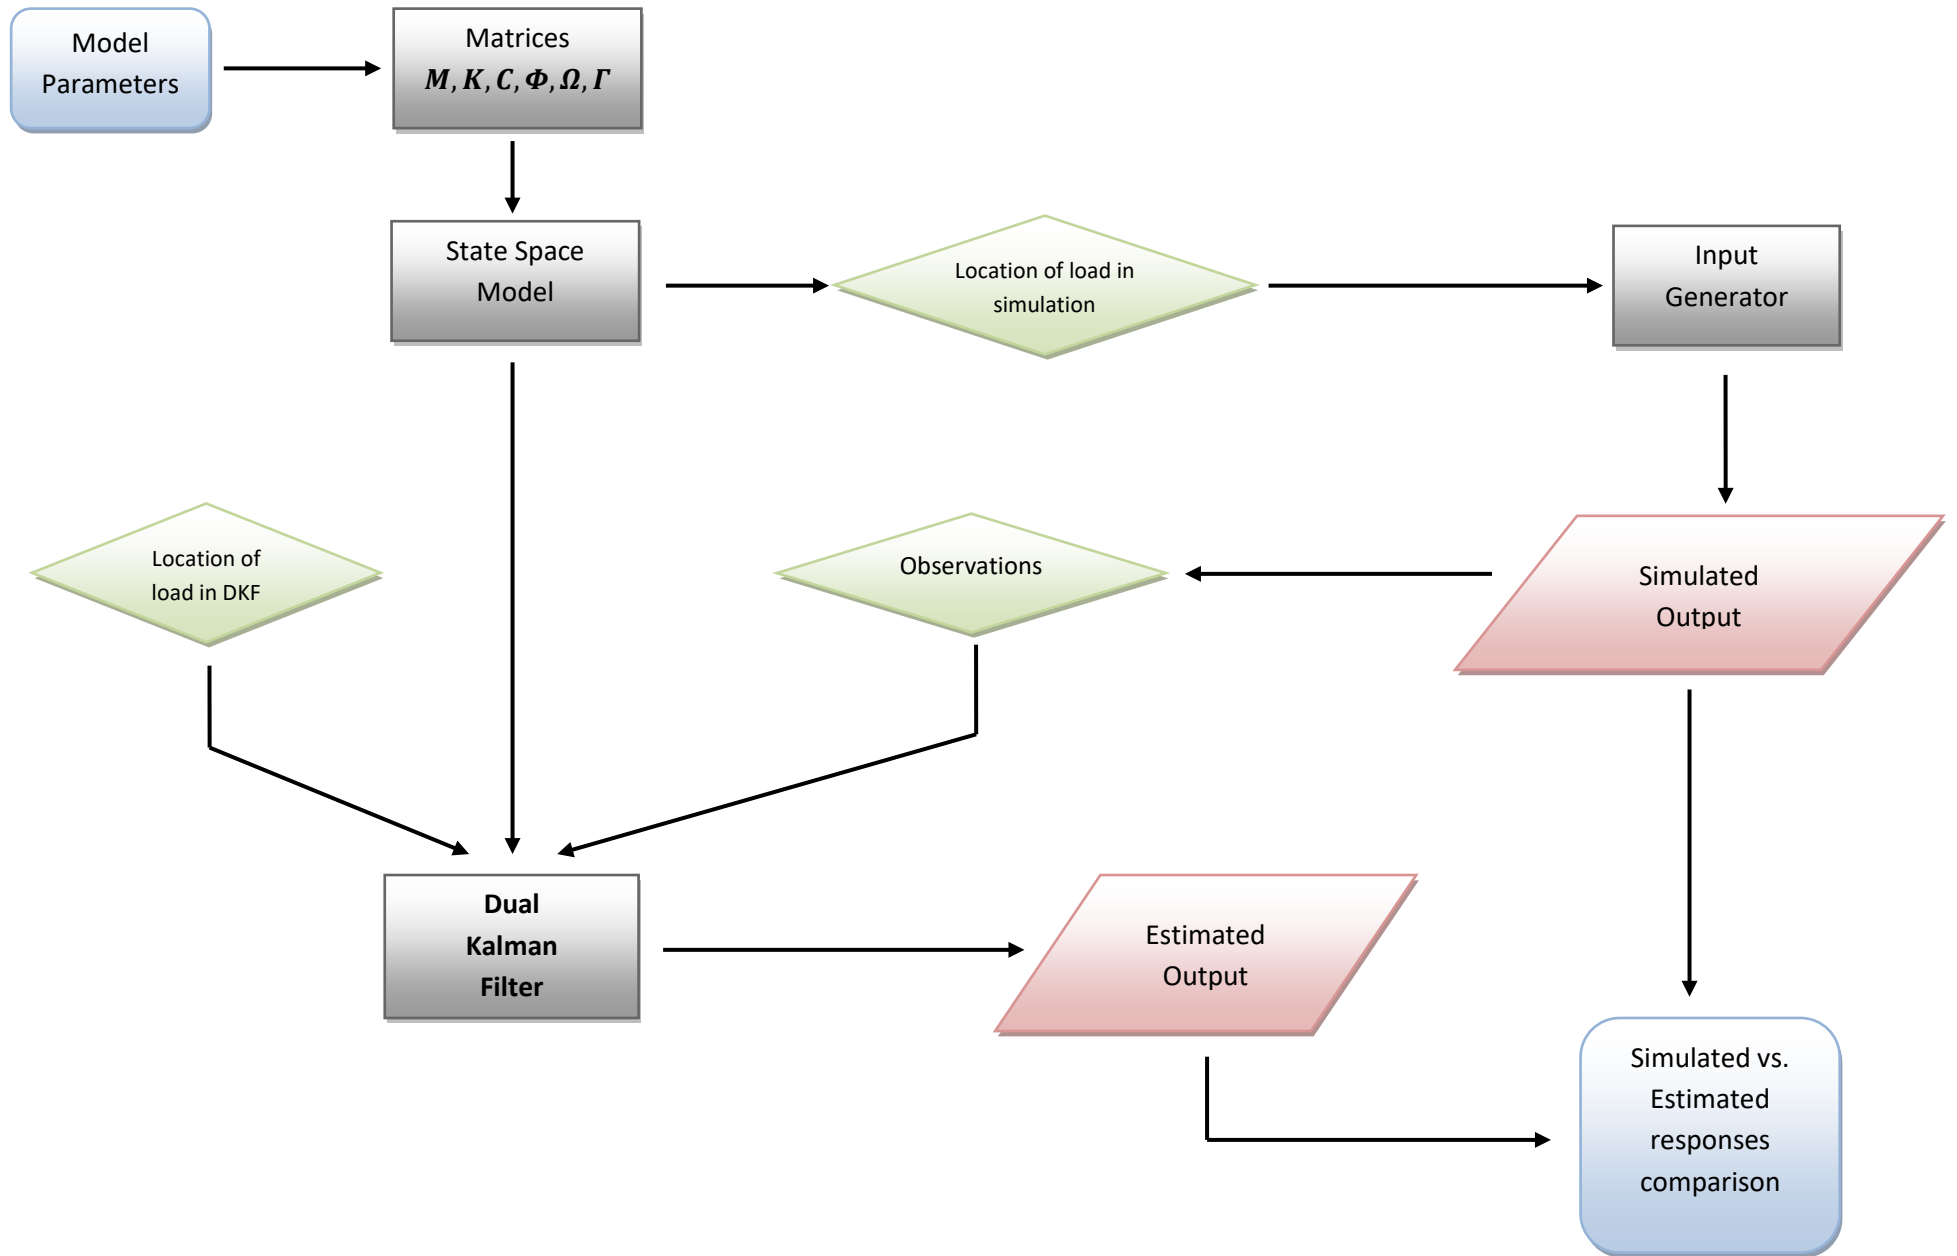 Model
Parameters
Matrices
M, K, C, Φ, Ω, Γ
State Space
Model
Location of load in
simulation
Input
Generator
Location of
load in DKF
Observations
Simulated
Output
Dual
Kalman
Filter
Estimated
Output
Simulated vs.
Estimated
responses
comparison